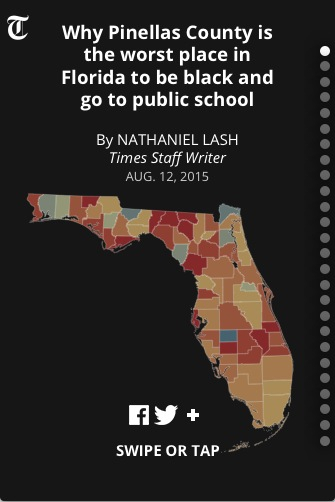 T
Why Pinellas County is
the worst place in
Florida to be black and
go to public school
By NATHANIEL LASH
Times Staff Writer
AUG. 12, 2015
SWIPE OR TAP